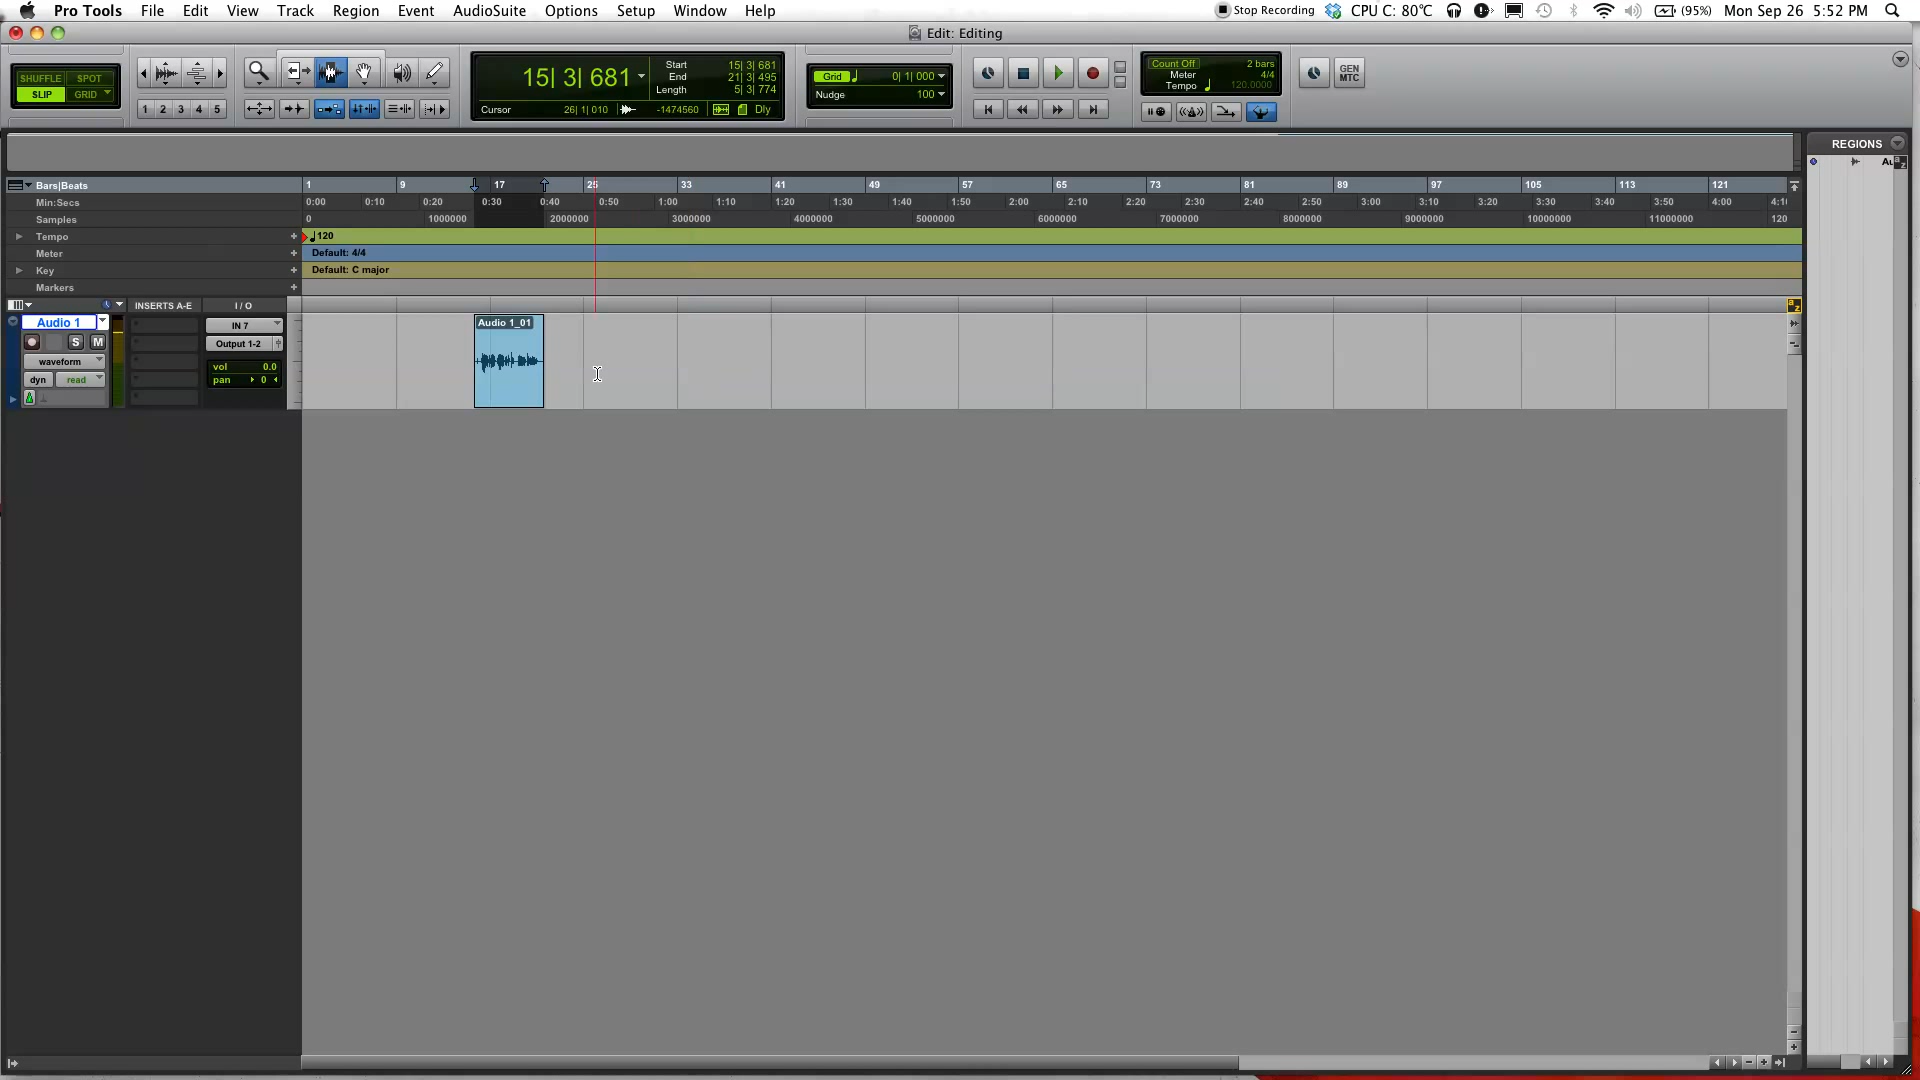 Pro Tools File Edit View Track Region Event AudioSuite Options Setup Window Help Stop Recording CPU C: 80°C (95%) Mon Sep 26 5:52 PM
Edit: Editing
SHUFFLE SPOT
SLIP GRID
1 2 3 4 5
15| 3| 681
Start 15| 3| 681
End 21| 3| 495
Length 5| 3| 774
Cursor 26| 1| 010 -1474560 Dly
Grid 0| 1| 000
Nudge 100
Count Off 2 bars
Meter 4/4
Tempo 120.0000
GEN
MTC
REGIONS
Bars|Beats 1 9 17 25 33 41 49 57 65 73 81 89 97 105 113 121
Min:Secs 0:00 0:10 0:20 0:30 0:40 0:50 1:00 1:10 1:20 1:30 1:40 1:50 2:00 2:10 2:20 2:30 2:40 2:50 3:00 3:10 3:20 3:30 3:40 3:50 4:00 4:10
Samples 0 1000000 2000000 3000000 4000000 5000000 6000000 7000000 8000000 9000000 10000000 11000000 120
Tempo 120
Meter Default: 4/4
Key Default: C major
Markers
INSERTS A-E I / O
Audio 1 IN 7
S M Output 1-2
waveform
dyn read
vol 0.0
pan 0
Audio 1_01